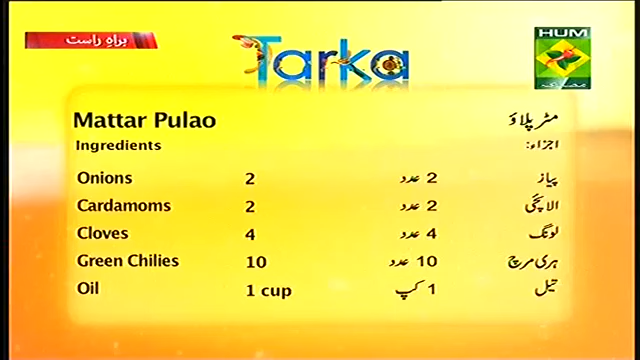 براہِ راست
Tarka
HUM
مصالحہ
Mattar Pulao مٹر پلاؤ
Ingredients اجزاء:
Onions 2 2 عدد پیاز
Cardamoms 2 2 عدد الائچی
Cloves 4 4 عدد لونگ
Green Chilies 10 10 عدد ہری مرچ
Oil 1 cup 1 کپ تیل